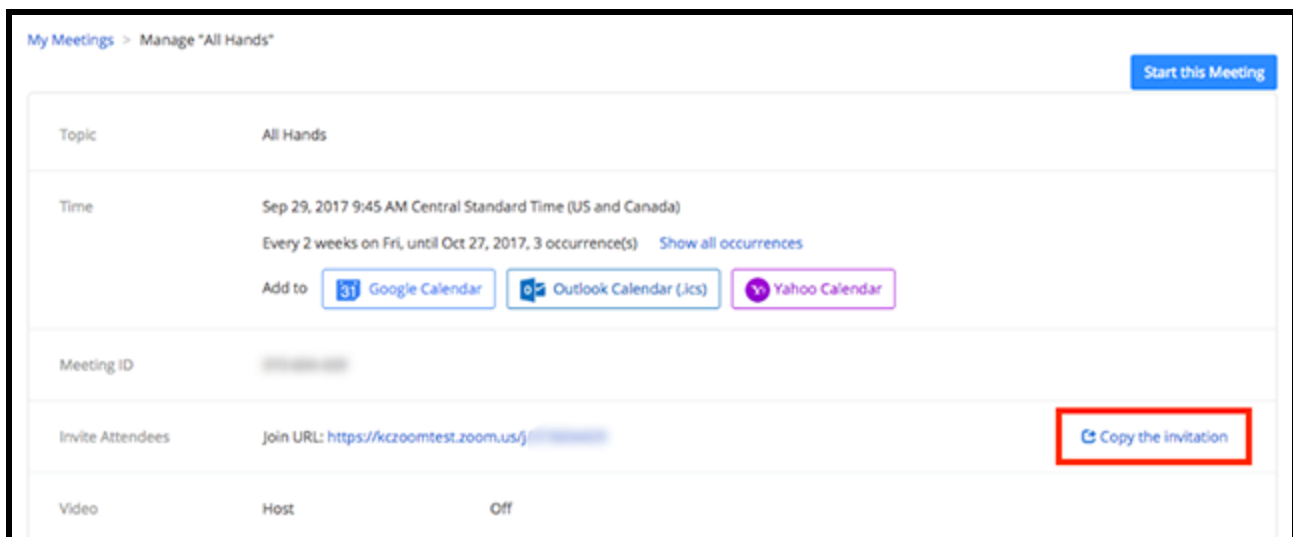 My Meetings > Manage "All Hands"
Start this Meeting
Topic All Hands
Time Sep 29, 2017 9:45 AM Central Standard Time (US and Canada)
Every 2 weeks on Fri, until Oct 27, 2017, 3 occurrence(s) Show all occurrences
Add to 31 Google Calendar Outlook Calendar (.ics) Yahoo Calendar
Meeting ID
Invite Attendees Join URL: https://kczoomtest.zoom.us/j Copy the invitation
Video Host Off